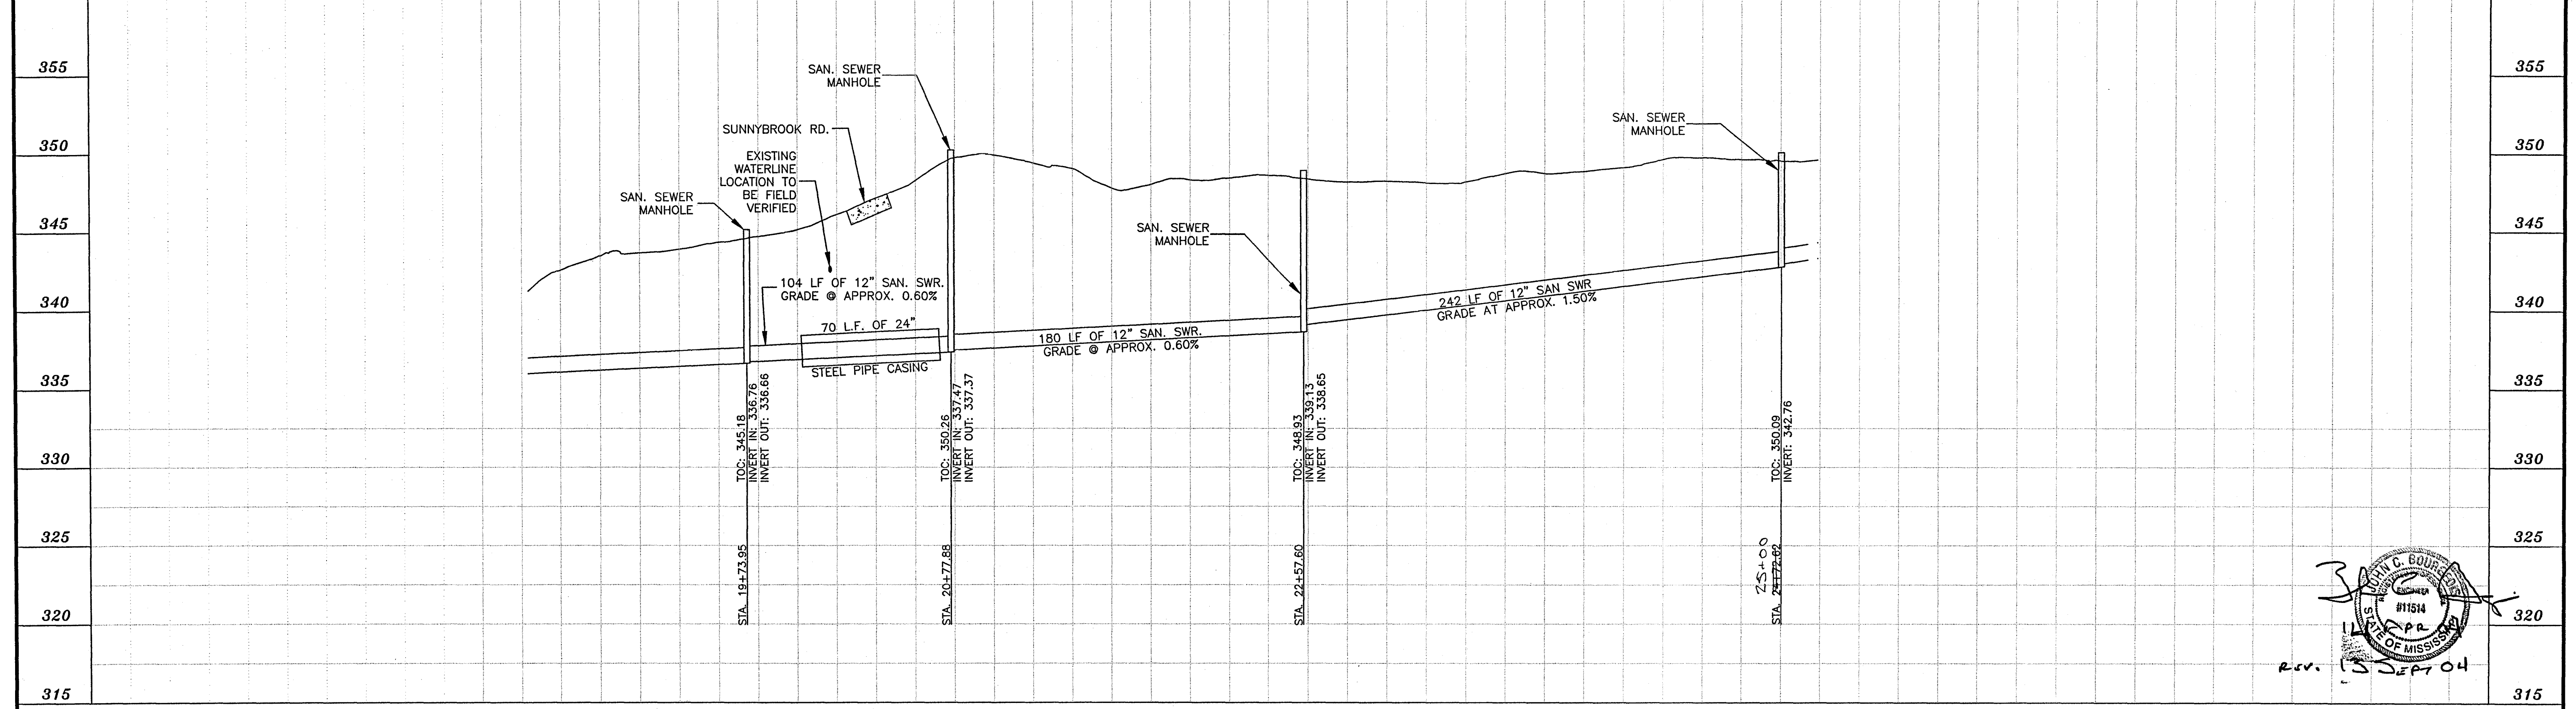 355
350
345
340
335
330
325
320
315
SAN. SEWER
MANHOLE
EXISTING
WATERLINE
LOCATION TO
BE FIELD
VERIFIED
SUNNYBROOK RD.
SAN. SEWER
MANHOLE
104 LF OF 12" SAN. SWR.
GRADE @ APPROX. 0.60%
70 L.F. OF 24"
STEEL PIPE CASING
180 LF OF 12" SAN. SWR.
GRADE @ APPROX. 0.60%
SAN. SEWER
MANHOLE
242 LF OF 12" SAN SWR
GRADE AT APPROX. 1.50%
SAN. SEWER
MANHOLE
TOC: 345.18
INVERT IN: 336.76
INVERT OUT: 336.66
STA. 19+73.95
TOC: 350.26
INVERT IN: 337.47
INVERT OUT: 337.37
STA. 20+77.88
TOC: 348.93
INVERT IN: 339.13
INVERT OUT: 338.65
STA. 22+57.60
TOC: 350.09
INVERT: 342.76
25+00
STA. 24+72.62
355
350
345
340
335
330
325
320
315
JOHN C.
ENGINEER
#11514
STATE OF MISSISSIPPI
14 APR
REV. 13 SEPT 04